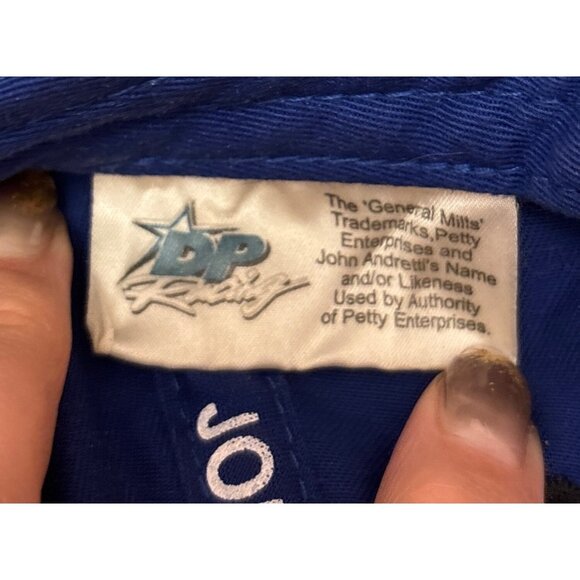 DP
Racing
The 'General Mills'
Trademarks,Petty
Enterprises and
John Andretti's Name
and/or Likeness
Used by Authority
of Petty Enterprises.
JO